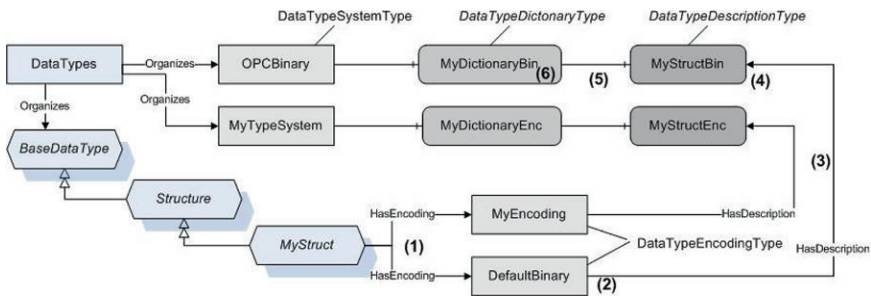 DataTypeSystemType
DataTypeDictonaryType
DataTypeDescriptionType
DataTypes
Organizes
OPCBinary
MyDictionaryBin
(6)
(5)
MyStructBin
(4)
Organizes
Organizes
MyTypeSystem
MyDictionaryEnc
MyStructEnc
BaseDataType
(3)
Structure
HasEncoding
MyEncoding
HasDescription
MyStruct
(1)
DataTypeEncodingType
HasDescription
HasEncoding
DefaultBinary
(2)